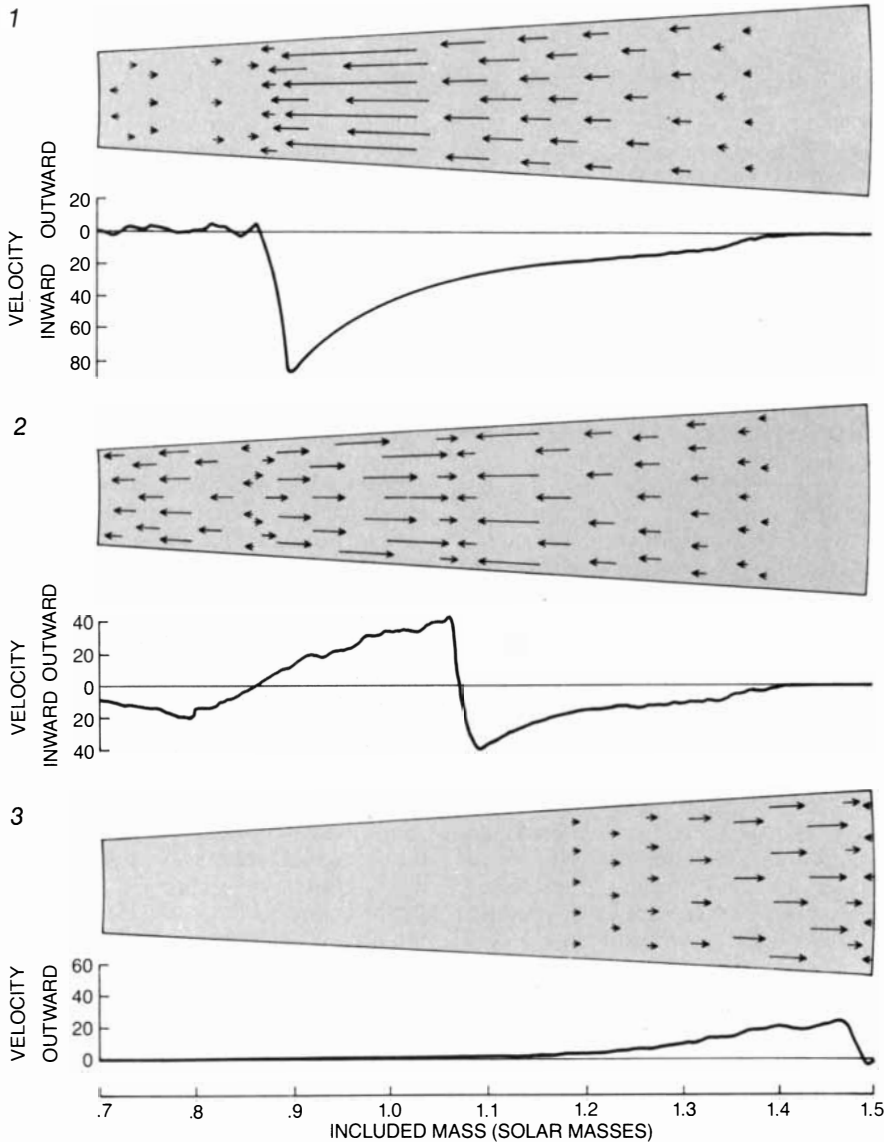 1
VELOCITY
INWARD OUTWARD
20
0
20
40
60
80
2
VELOCITY
INWARD OUTWARD
40
20
0
20
40
3
VELOCITY
OUTWARD
60
40
20
0
.7 .8 .9 1.0 1.1 1.2 1.3 1.4 1.5
INCLUDED MASS (SOLAR MASSES)